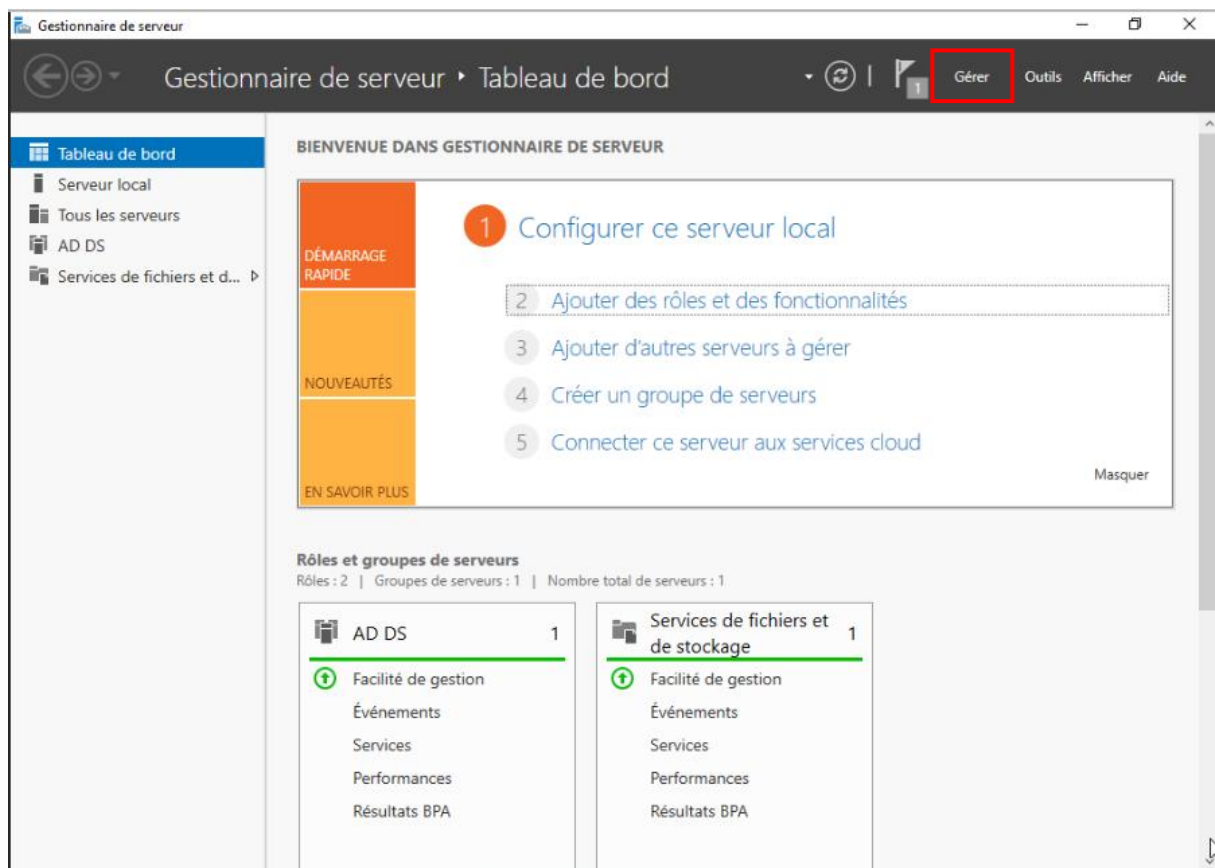 Gestionnaire de serveur
Gestionnaire de serveur ‣ Tableau de bord
1
Gérer
Outils
Afficher
Aide
Tableau de bord
Serveur local
Tous les serveurs
AD DS
Services de fichiers et d...
BIENVENUE DANS GESTIONNAIRE DE SERVEUR
DÉMARRAGE
RAPIDE
NOUVEAUTÉS
EN SAVOIR PLUS
1 Configurer ce serveur local
2 Ajouter des rôles et des fonctionnalités
3 Ajouter d'autres serveurs à gérer
4 Créer un groupe de serveurs
5 Connecter ce serveur aux services cloud
Masquer
Rôles et groupes de serveurs
Rôles : 2 | Groupes de serveurs : 1 | Nombre total de serveurs : 1
AD DS 1
Facilité de gestion
Événements
Services
Performances
Résultats BPA
Services de fichiers et
de stockage
1
Facilité de gestion
Événements
Services
Performances
Résultats BPA